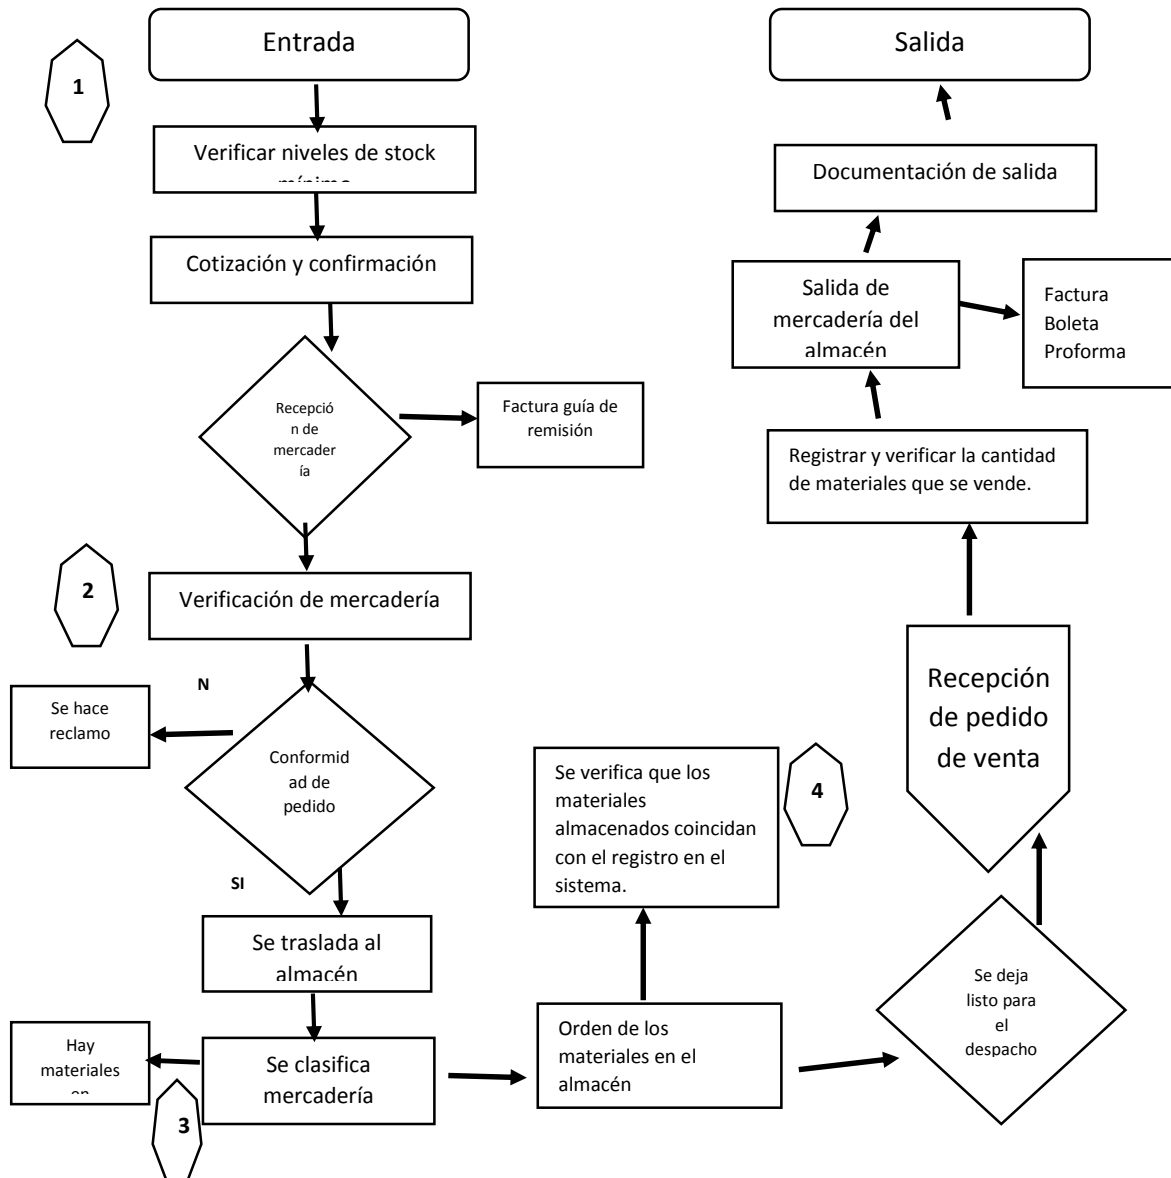 Entrada
1
Verificar niveles de stock
mínimo
Cotización y confirmación
Recepció
n de
mercader
ía
Factura guía de
remisión
2
Verificación de mercadería
N
Se hace
reclamo
Conformid
ad de
pedido
SI
Se traslada al
almacén
Hay
materiales
en
Se clasifica
mercadería
3
Orden de los
materiales en el
almacén
Se verifica que los
materiales
almacenados coincidan
con el registro en el
sistema.
4
Se deja
listo para
el
despacho
Recepción
de pedido
de venta
Registrar y verificar la cantidad
de materiales que se vende.
Salida de
mercadería del
almacén
Factura
Boleta
Proforma
Documentación de salida
Salida